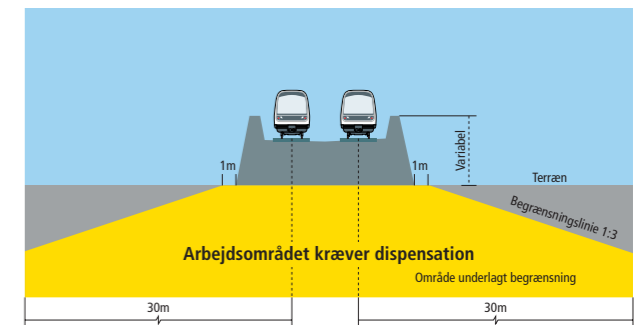 Variabel
1m
1m
Terræn
Begrænsningslinie 1:3
Arbejdsområdet kræver dispensation
Område underlagt begrænsning
30m
30m